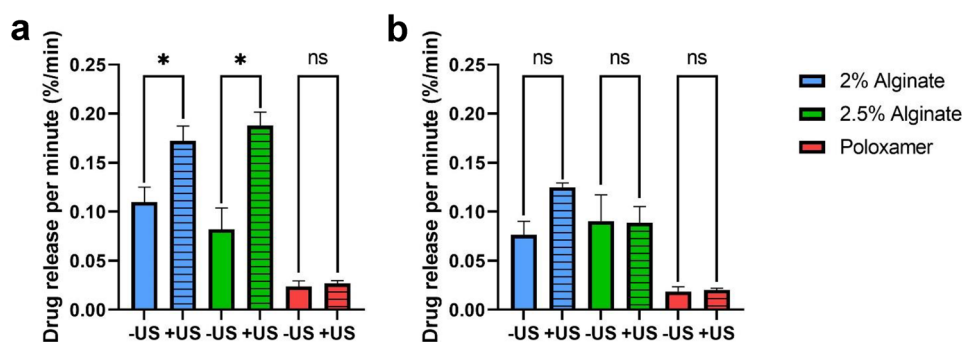 a
Drug release per minute (%/min)
0.25
0.20
0.15
0.10
0.05
0.00
* * ns
-US +US -US +US -US +US
b
Drug release per minute (%/min)
0.25
0.20
0.15
0.10
0.05
0.00
ns ns ns
-US +US -US +US -US +US
2% Alginate
2.5% Alginate
Poloxamer